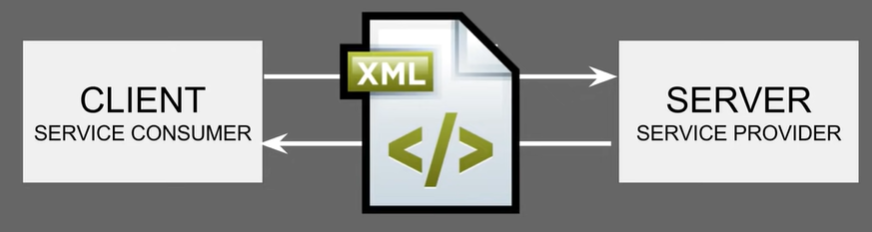 CLIENT
SERVICE CONSUMER
XML
</>
SERVER
SERVICE PROVIDER